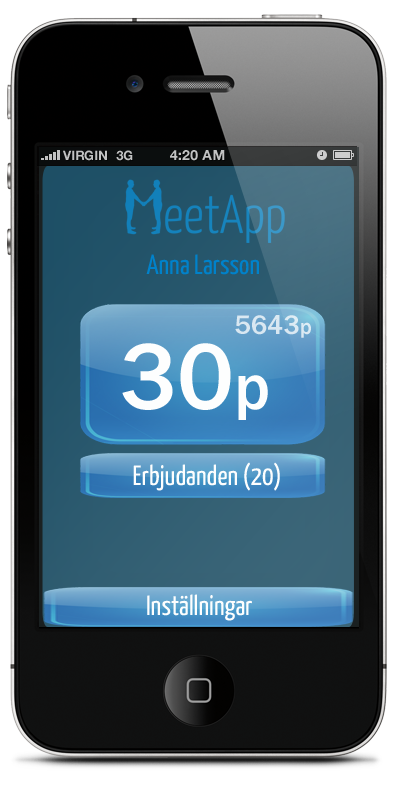 VIRGIN 3G 4:20 AM
MeetApp
Anna Larsson
5643p
30p
Erbjudanden (20)
Inställningar